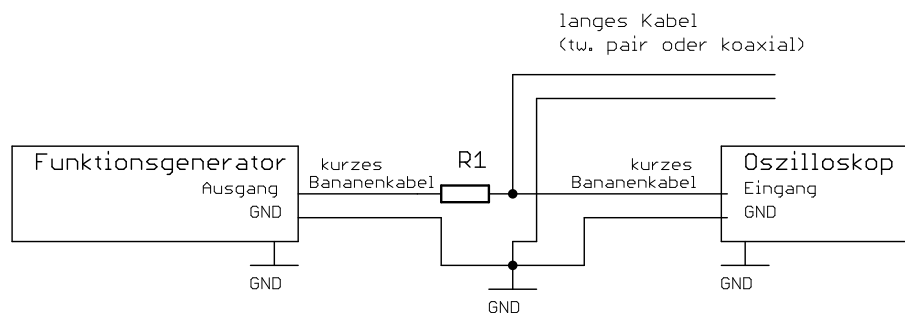 langes Kabel
(tw. pair oder koaxial)
Funktionsgenerator
Ausgang
GND
GND
kurzes
Bananenkabel
R1
GND
kurzes
Bananenkabel
Oszilloskop
Eingang
GND
GND